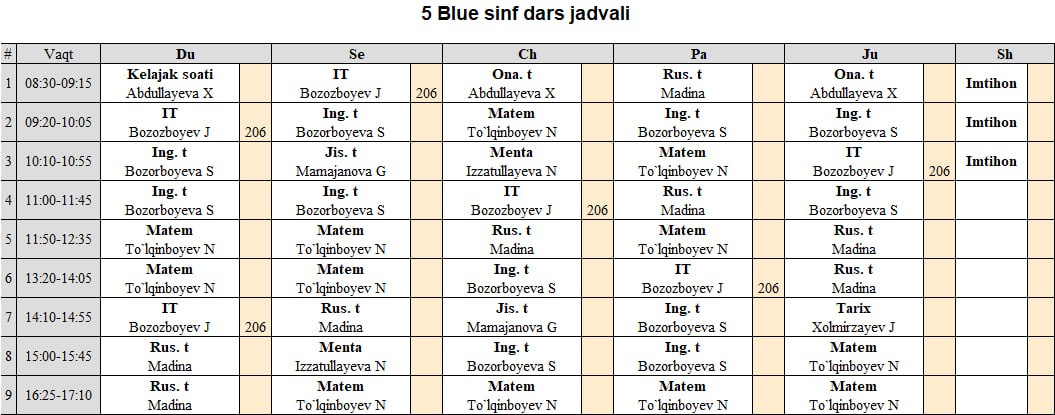 5 Blue sinf dars jadvali
# Vaqt Du Se Ch Pa Ju Sh
1 08:30-09:15 Kelajak soati IT Ona. t Rus. t Ona. t Imtihon
Abdullayeva X Bozozboyev J 206 Abdullayeva X Madina Abdullayeva X
2 09:20-10:05 IT Ing. t Matem Ing. t Ing. t Imtihon
Bozozboyev J 206 Bozorboyeva S To`lqinboyev N Bozorboyeva S Bozorboyeva S
3 10:10-10:55 Ing. t Jis. t Menta Matem IT Imtihon
Bozorboyeva S Mamajanova G Izzatullayeva N To`lqinboyev N Bozozboyev J 206
4 11:00-11:45 Ing. t Ing. t IT Rus. t Ing. t
Bozorboyeva S Bozorboyeva S Bozozboyev J 206 Madina Bozorboyeva S
5 11:50-12:35 Matem Matem Rus. t Matem Rus. t
To`lqinboyev N To`lqinboyev N Madina To`lqinboyev N Madina
6 13:20-14:05 Matem Matem Ing. t IT Rus. t
To`lqinboyev N To`lqinboyev N Bozorboyeva S Bozozboyev J 206 Madina
7 14:10-14:55 IT Rus. t Jis. t Ing. t Tarix
Bozozboyev J 206 Madina Mamajanova G Bozorboyeva S Xolmirzayev J
8 15:00-15:45 Rus. t Menta Ing. t Ing. t Matem
Madina Izzatullayeva N Bozorboyeva S Bozorboyeva S To`lqinboyev N
9 16:25-17:10 Rus. t Matem Matem Matem Matem
Madina To`lqinboyev N To`lqinboyev N To`lqinboyev N To`lqinboyev N